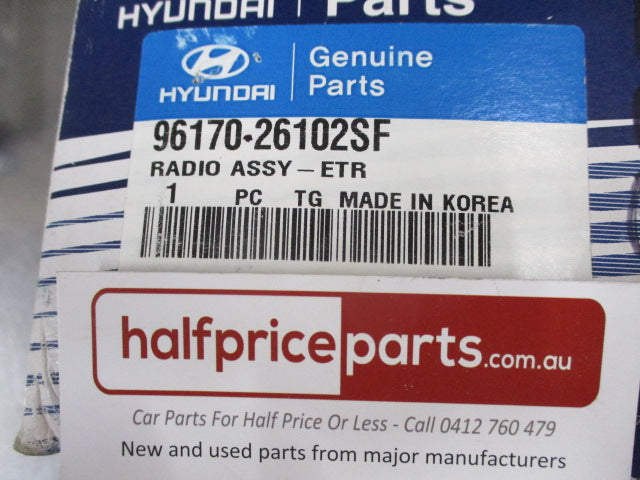 HYUNDAI | Parts
HYUNDAI | Genuine Parts
96170-26102SF
RADIO ASSY-ETR
1 PC TG MADE IN KOREA
halfpriceparts.com.au
Car Parts For Half Price Or Less - Call 0412 760 479
New and used parts from major manufacturers